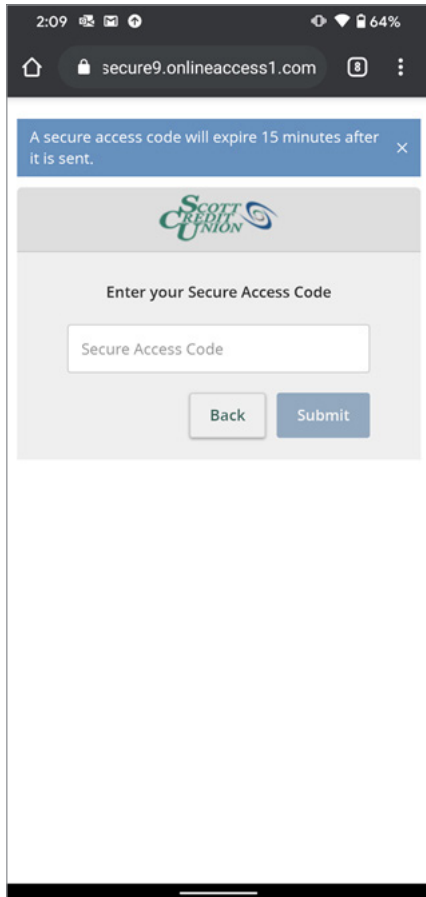 2:09 64%
secure9.onlineaccess1.com 8
A secure access code will expire 15 minutes after
it is sent.
SCOTT
CREDIT
UNION
Enter your Secure Access Code
Secure Access Code
Back Submit